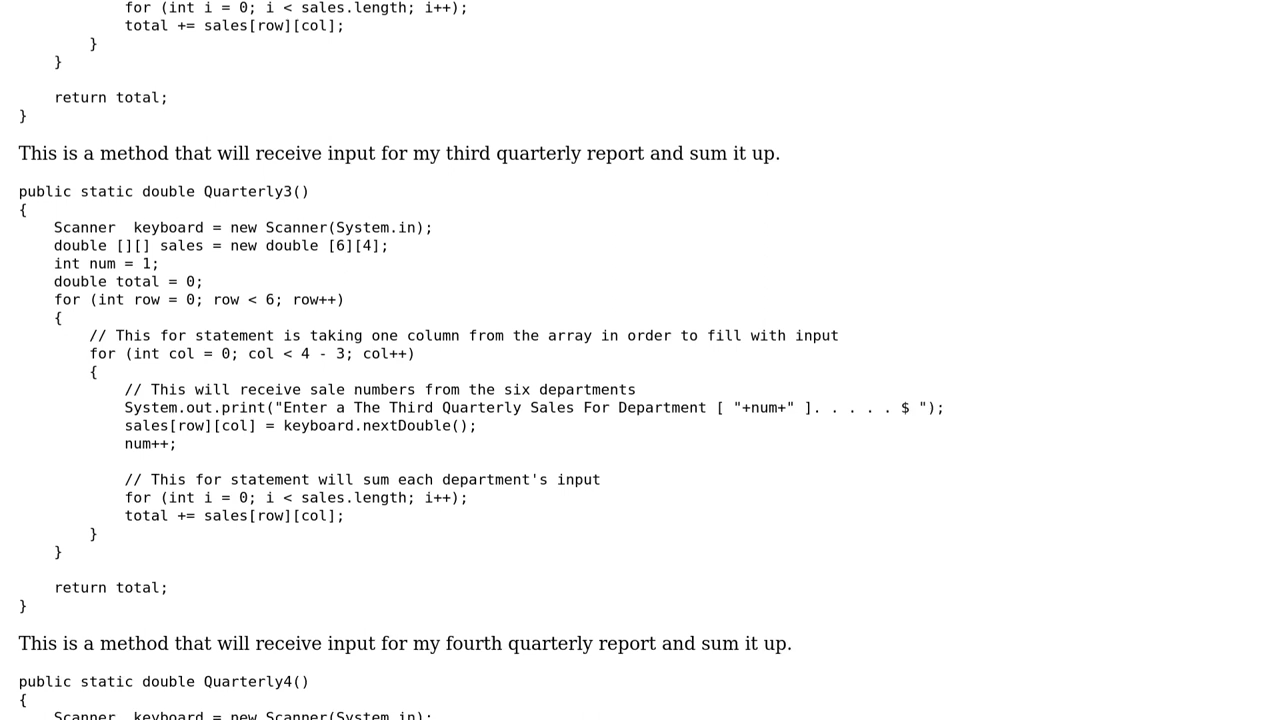 for (int i = 0; i < sales.length; i++);
            total += sales[row][col];
        }
    }

    return total;
}
This is a method that will receive input for my third quarterly report and sum it up.
public static double Quarterly3()
{
    Scanner  keyboard = new Scanner(System.in);
    double [][] sales = new double [6][4];
    int num = 1;
    double total = 0;
    for (int row = 0; row < 6; row++)
    {
        // This for statement is taking one column from the array in order to fill with input
        for (int col = 0; col < 4 - 3; col++)
        {
            // This will receive sale numbers from the six departments
            System.out.print("Enter a The Third Quarterly Sales For Department [ "+num+" ]. . . . . $ ");
            sales[row][col] = keyboard.nextDouble();
            num++;

            // This for statement will sum each department's input
            for (int i = 0; i < sales.length; i++);
            total += sales[row][col];
        }
    }

    return total;
}
This is a method that will receive input for my fourth quarterly report and sum it up.
public static double Quarterly4()
{
    Scanner  keyboard = new Scanner(System.in);